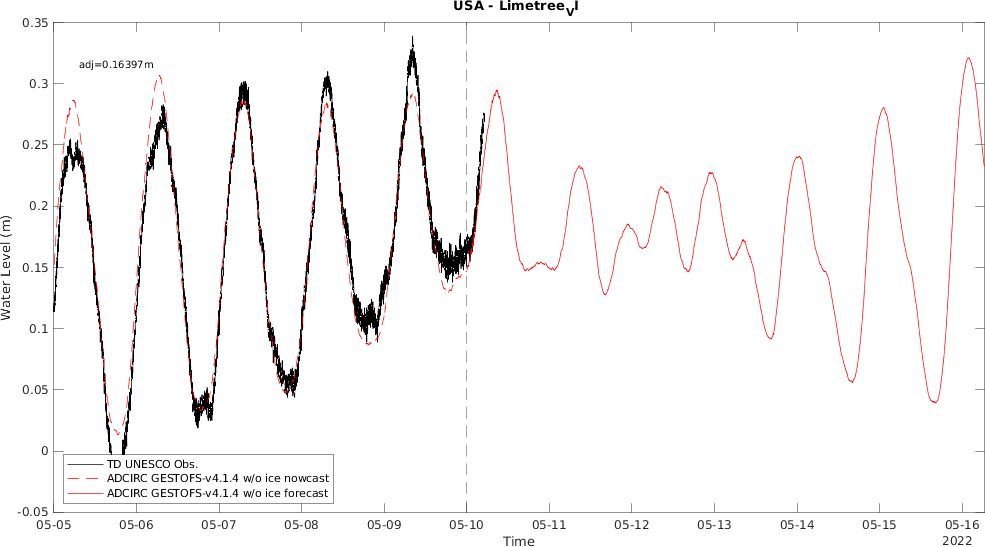 USA - LimetreeVI
0.35
adj=0.16397m
0.3
0.25
0.2
0.15
0.1
0.05
0
-0.05
Water Level (m)
TD UNESCO Obs.
ADCIRC GESTOFS-v4.1.4 w/o ice nowcast
ADCIRC GESTOFS-v4.1.4 w/o ice forecast
05-05 05-06 05-07 05-08 05-09 05-10 05-11 05-12 05-13 05-14 05-15 05-16
Time
2022